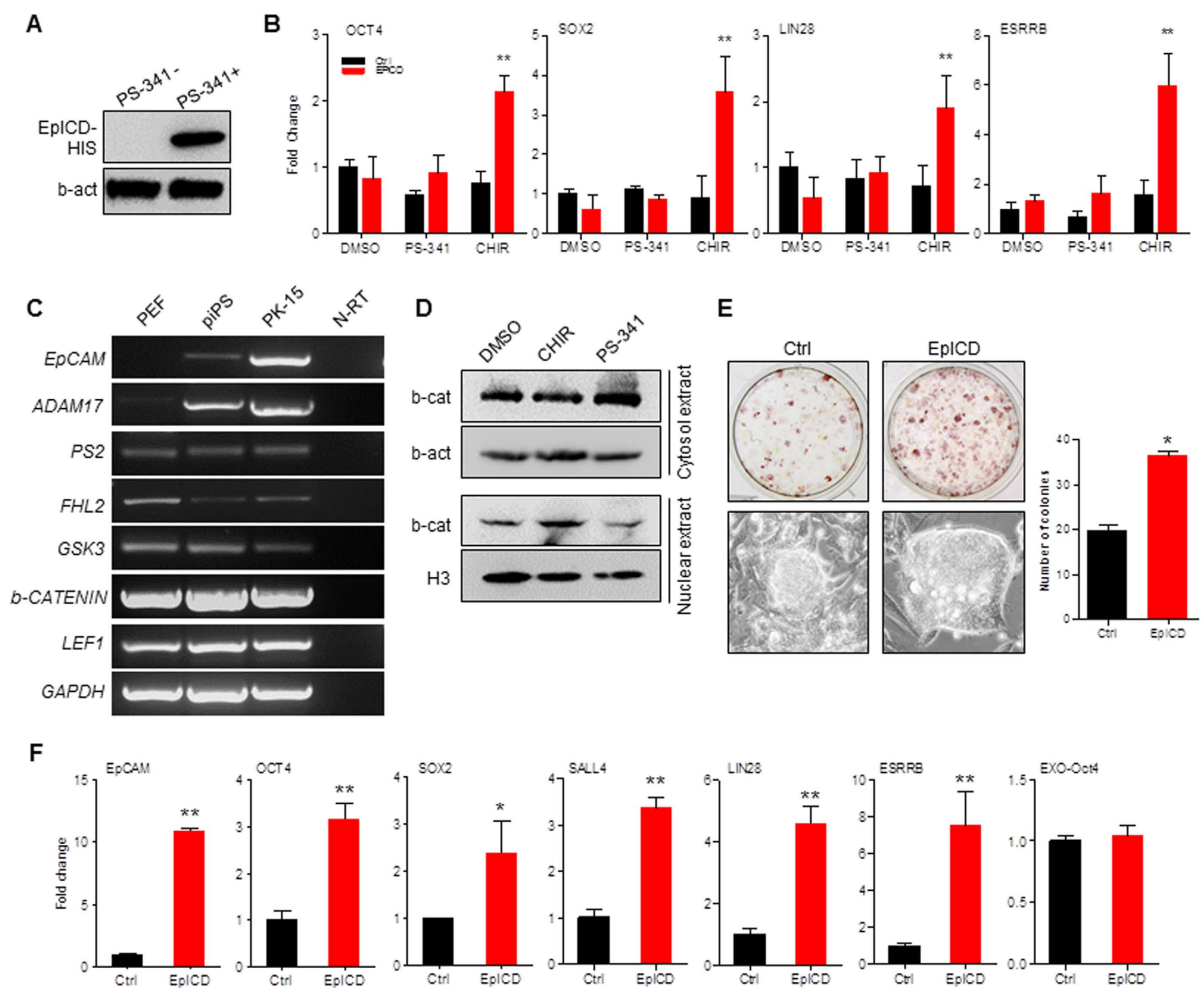 A
PS-341-
PS-341+
EpICD-
HIS
b-act
B
OCT4
Ctrl
EPICD
Fold Change
3
2
1
0
DMSO
PS-341
CHIR
**
SOX2
5
4
3
2
1
0
DMSO
PS-341
CHIR
**
LIN28
3
2
1
0
DMSO
PS-341
CHIR
**
ESRRB
8
6
4
2
0
DMSO
PS-341
CHIR
**
C
PEF
piPS
PK-15
N-RT
EpCAM
ADAM17
PS2
FHL2
GSK3
b-CATENIN
LEF1
GAPDH
D
DMSO
CHIR
PS-341
b-cat
b-act
Cytosol extract
b-cat
H3
Nuclear extract
E
Ctrl
EpICD
Number of colonies
40
30
20
10
0
*
Ctrl
EpICD
F
EpCAM
Fold change
15
10
5
0
**
Ctrl
EpICD
OCT4
4
3
2
1
0
**
Ctrl
EpICD
SOX2
4
3
2
1
0
*
Ctrl
EpICD
SALL4
4
3
2
1
0
**
Ctrl
EpICD
LIN28
6
4
2
0
**
Ctrl
EpICD
ESRRB
10
8
6
4
2
0
**
Ctrl
EpICD
EXO-Oct4
1.5
1.0
0.5
0.0
Ctrl
EpICD